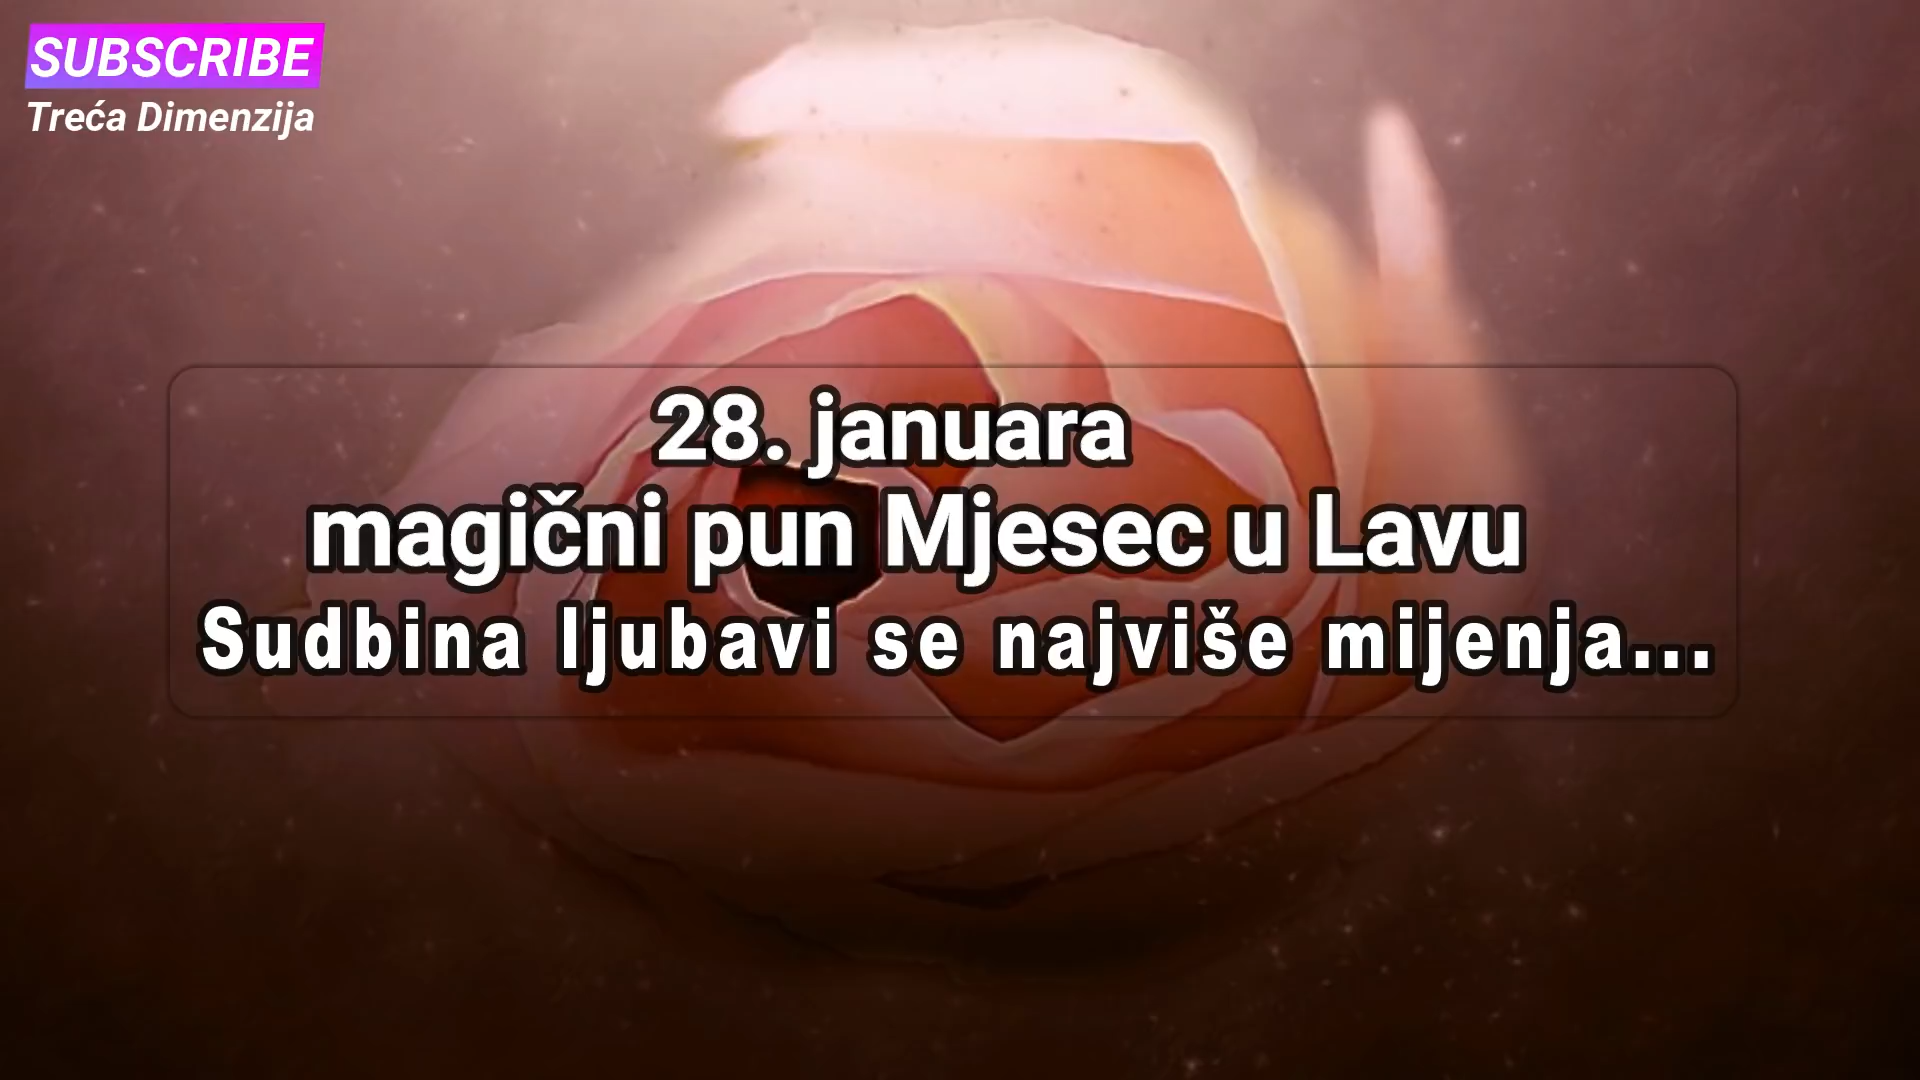 SUBSCRIBE
Treća Dimenzija
28. januara
magični pun Mjesec u Lavu
Sudbina ljubavi se najviše mijenja...